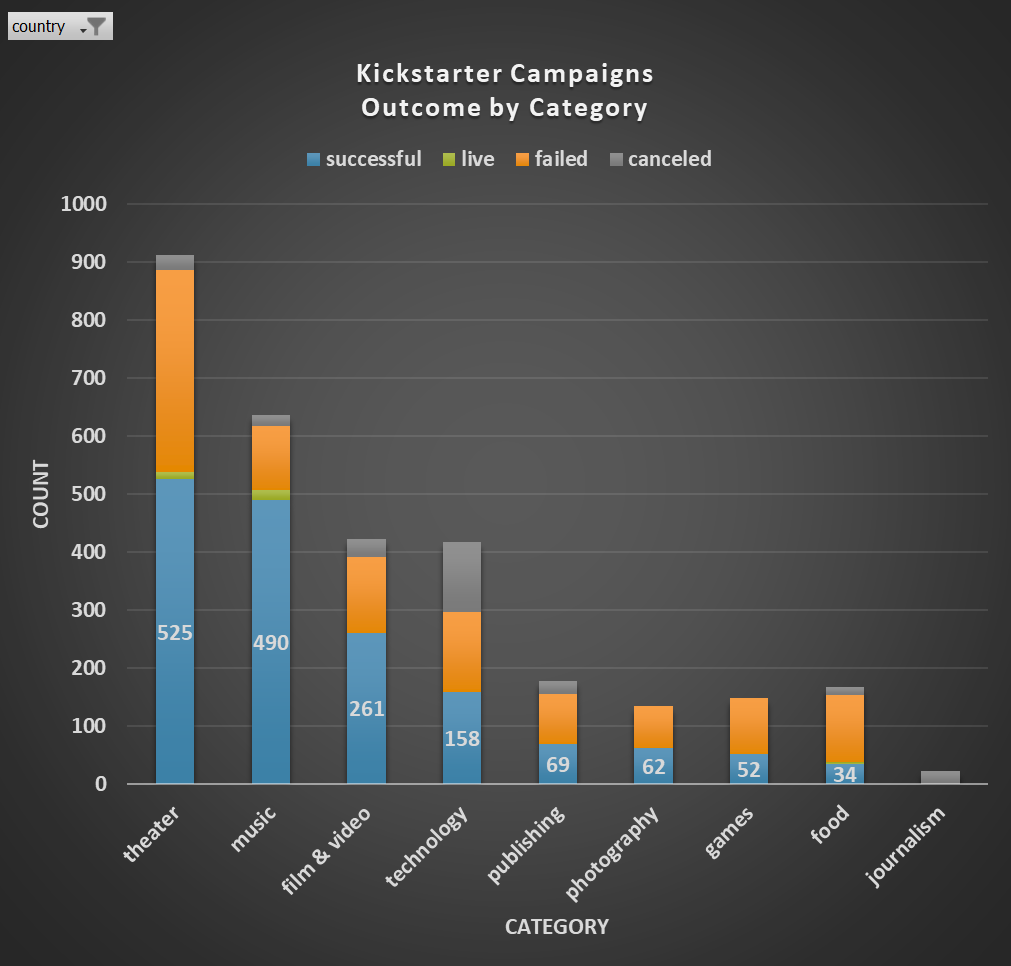 country
Kickstarter Campaigns
Outcome by Category
successful live failed canceled
1000
900
800
700
600
500
400
300
200
100
0
COUNT
525
490
261
158
69
62
52
34
theater
music
film & video
technology
publishing
photography
games
food
journalism
CATEGORY